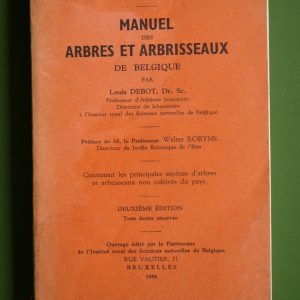 MANUEL
DES
ARBRES ET ARBRISSEAUX
DE BELGIQUE
PAR
Louis DEBOT, Dr. Sc.
Professeur d'Athénée honoraire,
Directeur de laboratoire
à l'Institut royal des Sciences naturelles de Belgique
Préface de M. le Professeur Walter ROBYNS
Directeur du Jardin Botanique de l'État
Contenant les principales espèces d'arbres
et arbrisseaux non cultivés du pays.
DEUXIÈME ÉDITION
Tous droits réservés
Ouvrage édité par le Patrimoine
de l'Institut royal des Sciences naturelles de Belgique
RUE VAUTIER, 31
BRUXELLES